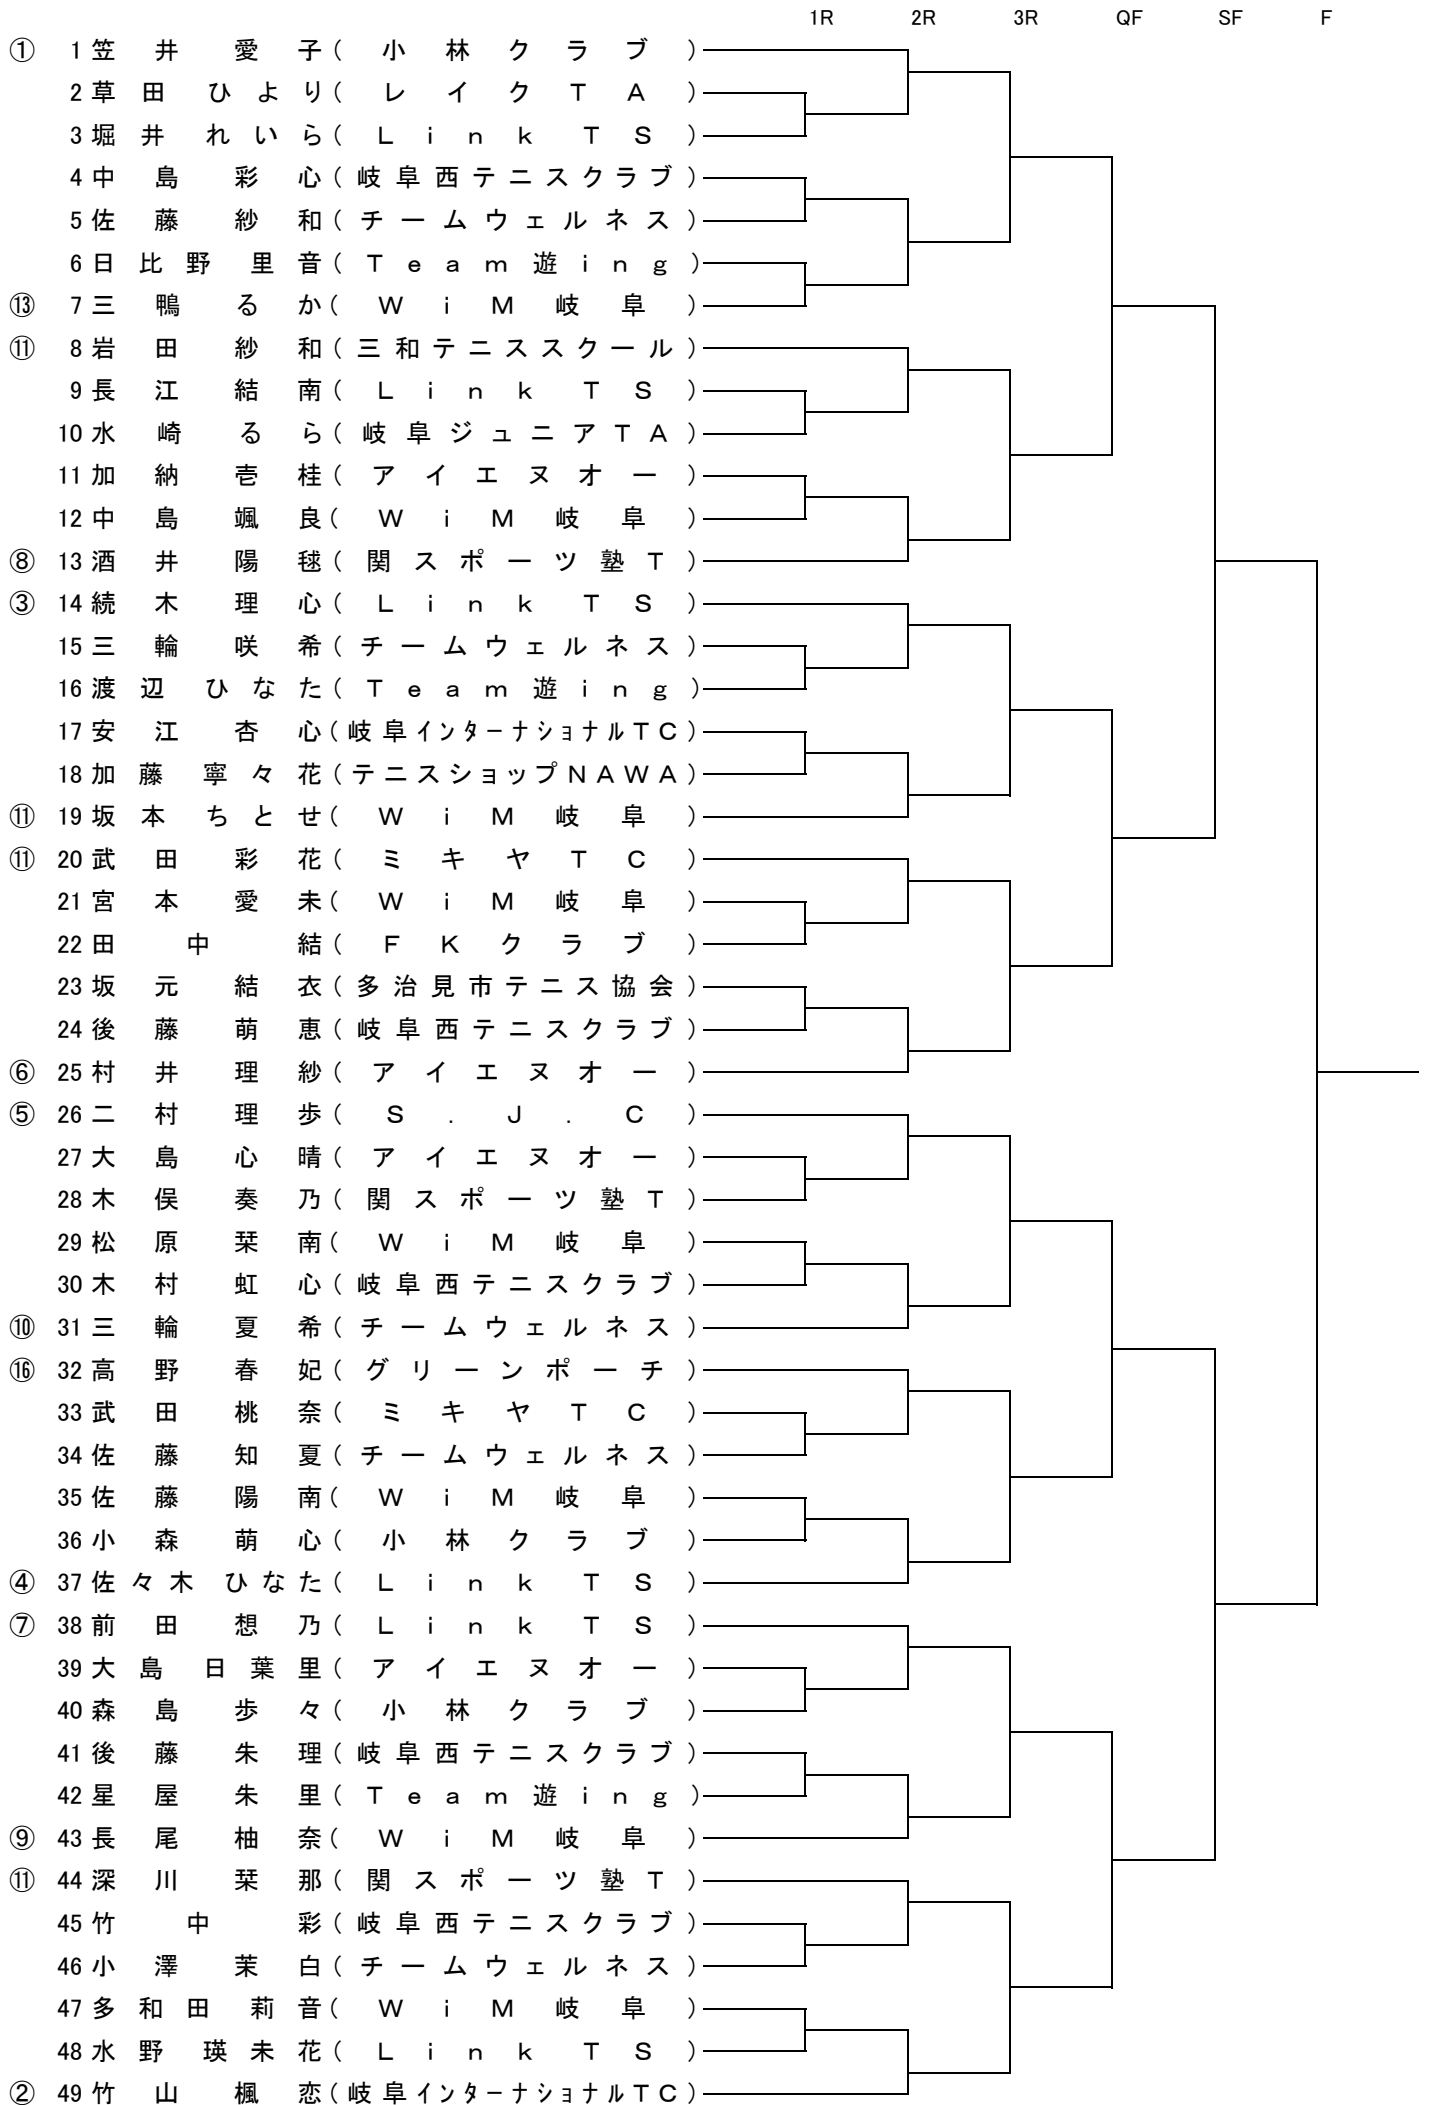 1R 2R 3R QF SF F
① 1 笠井 愛子(小林クラブ)
2 草田 ひより(レイクTA)
3 堀井 れいら(Link TS)
4 中島 彩心(岐阜西テニスクラブ)
5 佐藤 紗和(チームウェルネス)
6 日比野 里音(Team遊ing)
⑬ 7 三鴨 るか(WiM岐阜)
⑪ 8 岩田 紗和(三和テニススクール)
9 長江 結南(Link TS)
10 水崎 るら(岐阜ジュニアTA)
11 加納 壱桂(アイエヌオー)
12 中島 颯良(WiM岐阜)
⑧ 13 酒井 陽毬(関スポーツ塾T)
③ 14 続木 理心(Link TS)
15 三輪 咲希(チームウェルネス)
16 渡辺 ひなた(Team遊ing)
17 安江 杏心(岐阜インターナショナルTC)
18 加藤 寧々花(テニスショップNAWA)
⑪ 19 坂本 ちとせ(WiM岐阜)
⑪ 20 武田 彩花(ミキヤTC)
21 宮本 愛未(WiM岐阜)
22 田中 結(FKクラブ)
23 坂元 結衣(多治見市テニス協会)
24 後藤 萌恵(岐阜西テニスクラブ)
⑥ 25 村井 理紗(アイエヌオー)
⑤ 26 二村 理歩(S.J.C)
27 大島 心晴(アイエヌオー)
28 木俣 奏乃(関スポーツ塾T)
29 松原 栞南(WiM岐阜)
30 木村 虹心(岐阜西テニスクラブ)
⑩ 31 三輪 夏希(チームウェルネス)
⑯ 32 高野 春妃(グリーンポーチ)
33 武田 桃奈(ミキヤTC)
34 佐藤 知夏(チームウェルネス)
35 佐藤 陽南(WiM岐阜)
36 小森 萌心(小林クラブ)
④ 37 佐々木 ひなた(Link TS)
⑦ 38 前田 想乃(Link TS)
39 大島 日葉里(アイエヌオー)
40 森島 歩々(小林クラブ)
41 後藤 朱理(岐阜西テニスクラブ)
42 星屋 朱里(Team遊ing)
⑨ 43 長尾 柚奈(WiM岐阜)
⑪ 44 深川 栞那(関スポーツ塾T)
45 竹中 彩(岐阜西テニスクラブ)
46 小澤 茉白(チームウェルネス)
47 多和田 莉音(WiM岐阜)
48 水野 瑛未花(Link TS)
② 49 竹山 楓恋(岐阜インターナショナルTC)